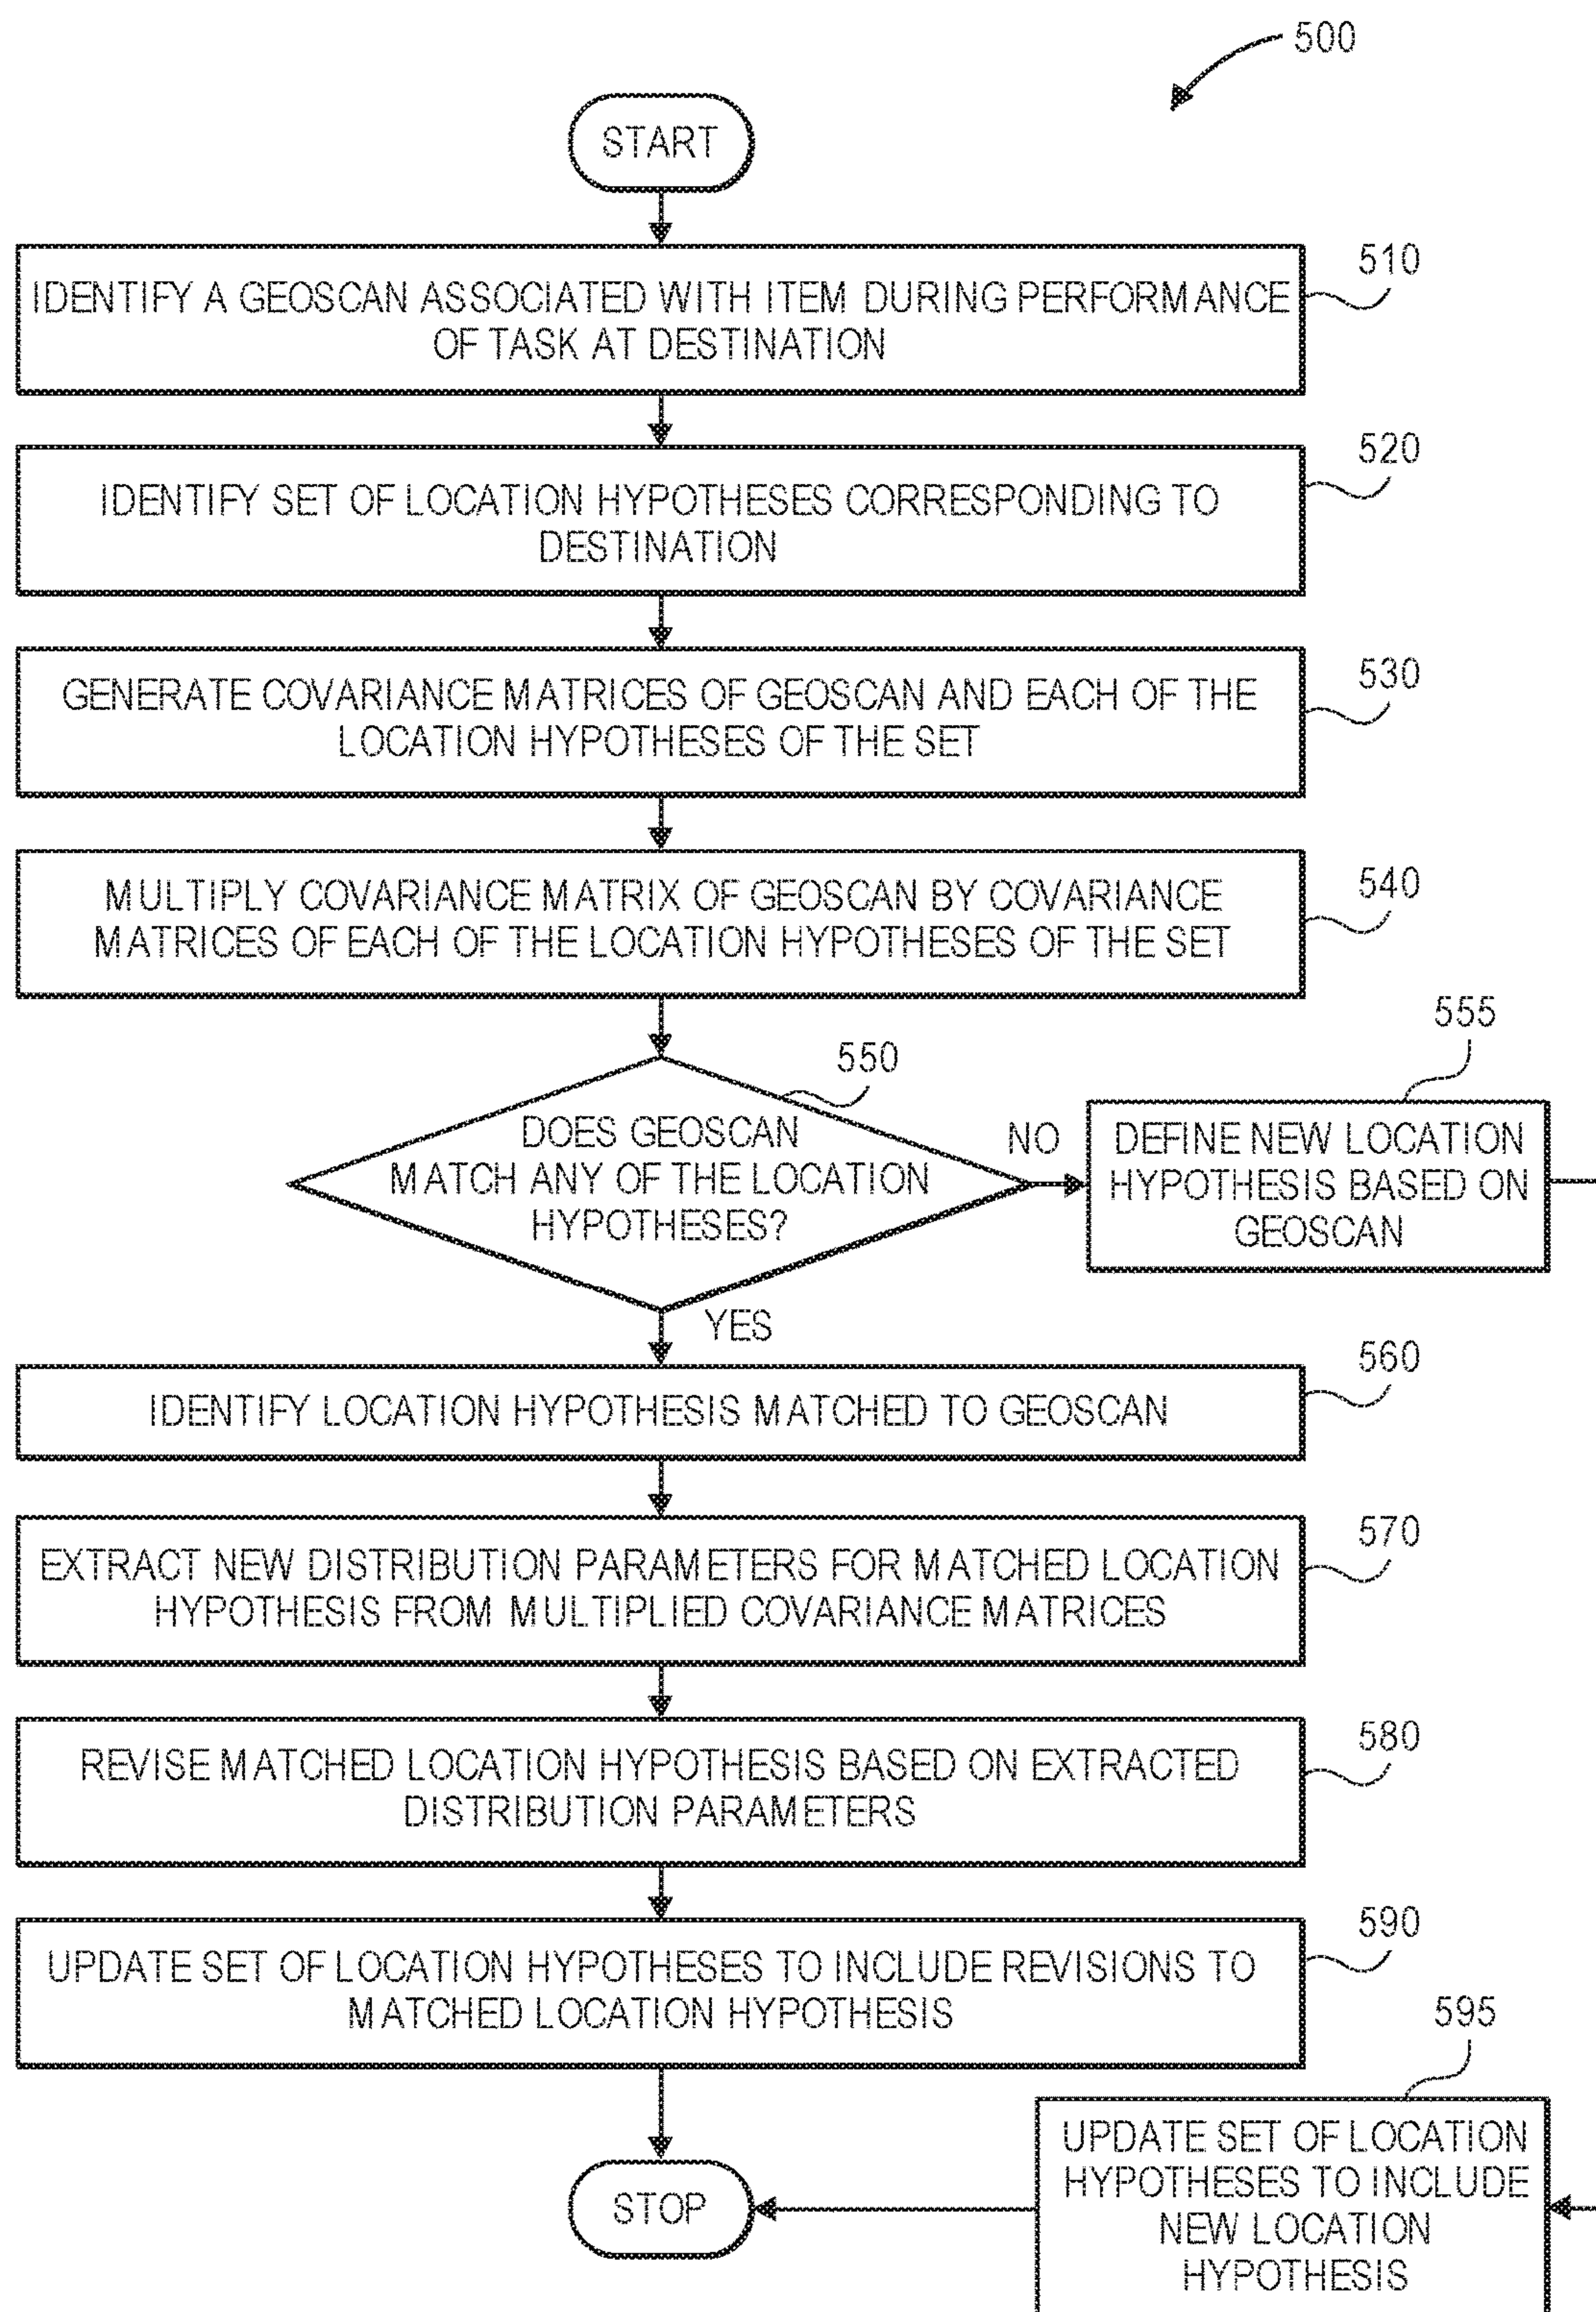 500
START
510
IDENTIFY A GEOSCAN ASSOCIATED WITH ITEM DURING PERFORMANCE
OF TASK AT DESTINATION
520
IDENTIFY SET OF LOCATION HYPOTHESES CORRESPONDING TO
DESTINATION
530
GENERATE COVARIANCE MATRICES OF GEOSCAN AND EACH OF THE
LOCATION HYPOTHESES OF THE SET
540
MULTIPLY COVARIANCE MATRIX OF GEOSCAN BY COVARIANCE
MATRICES OF EACH OF THE LOCATION HYPOTHESES OF THE SET
550
DOES GEOSCAN
MATCH ANY OF THE LOCATION
HYPOTHESES?
NO
555
DEFINE NEW LOCATION
HYPOTHESIS BASED ON
GEOSCAN
YES
560
IDENTIFY LOCATION HYPOTHESIS MATCHED TO GEOSCAN
570
EXTRACT NEW DISTRIBUTION PARAMETERS FOR MATCHED LOCATION
HYPOTHESIS FROM MULTIPLIED COVARIANCE MATRICES
580
REVISE MATCHED LOCATION HYPOTHESIS BASED ON EXTRACTED
DISTRIBUTION PARAMETERS
590
UPDATE SET OF LOCATION HYPOTHESES TO INCLUDE REVISIONS TO
MATCHED LOCATION HYPOTHESIS
595
UPDATE SET OF LOCATION
HYPOTHESES TO INCLUDE
NEW LOCATION
HYPOTHESIS
STOP